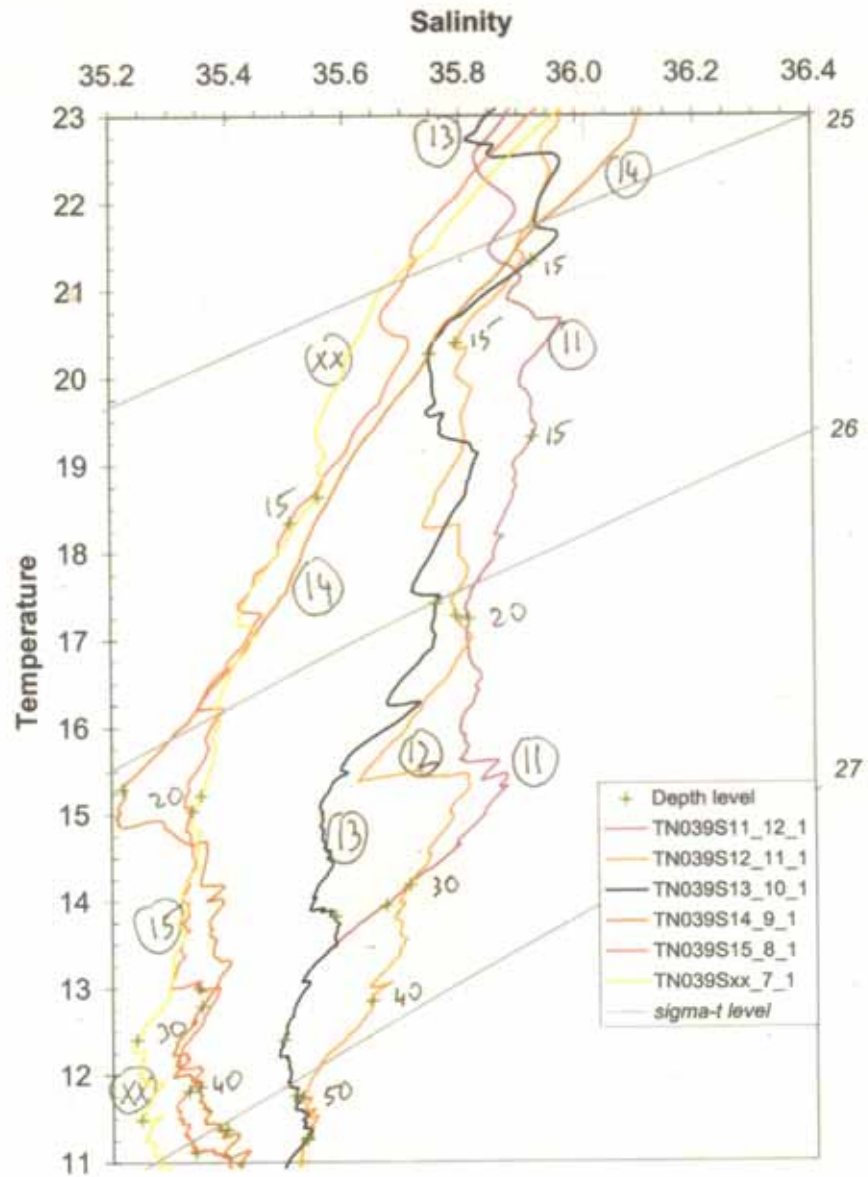 Salinity
35.2 35.4 35.6 35.8 36.0 36.2 36.4
23 25
13
14
22
15
21
15
11
XX
20
26
15
19
15
18
14
20
17
Temperature
16
12
11
27
20
15
13
Depth level
TN039S11_12_1
30
TN039S12_11_1
14
TN039S13_10_1
15
TN039S14_9_1
TN039S15_8_1
13
40
TN039Sxx_7_1
30
sigma-t level
12
XX
40
50
11